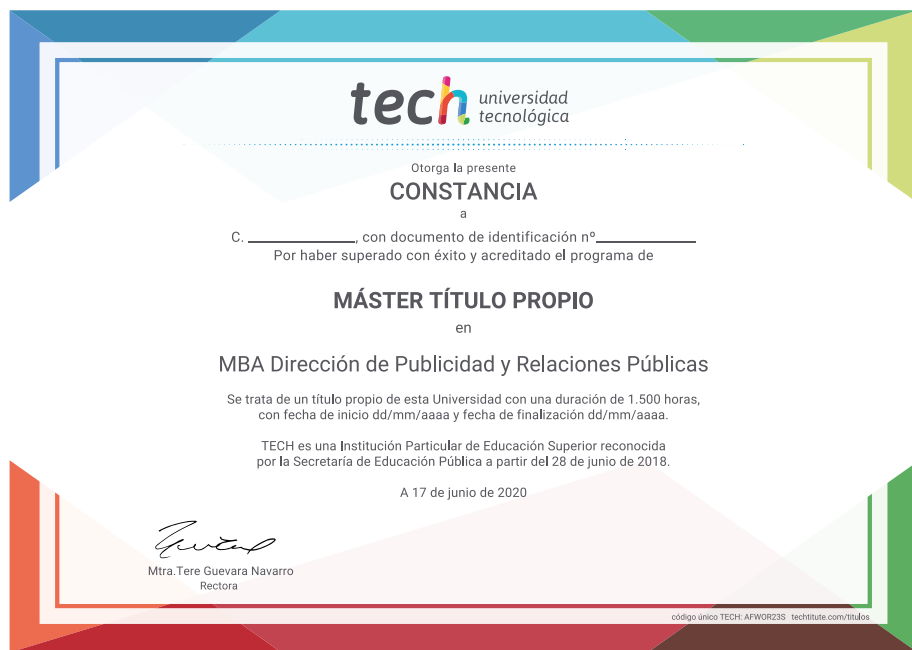 tech universidad
tecnológica
Otorga la presente
CONSTANCIA
a
C. ____________, con documento de identificación nº____________
Por haber superado con éxito y acreditado el programa de
MÁSTER TÍTULO PROPIO
en
MBA Dirección de Publicidad y Relaciones Públicas
Se trata de un título propio de esta Universidad con una duración de 1.500 horas,
con fecha de inicio dd/mm/aaaa y fecha de finalización dd/mm/aaaa.
TECH es una Institución Particular de Educación Superior reconocida
por la Secretaría de Educación Pública a partir del 28 de junio de 2018.
A 17 de junio de 2020
Mtra.Tere Guevara Navarro
Rectora
código único TECH: AFWOR23S techtitute.com/titulos